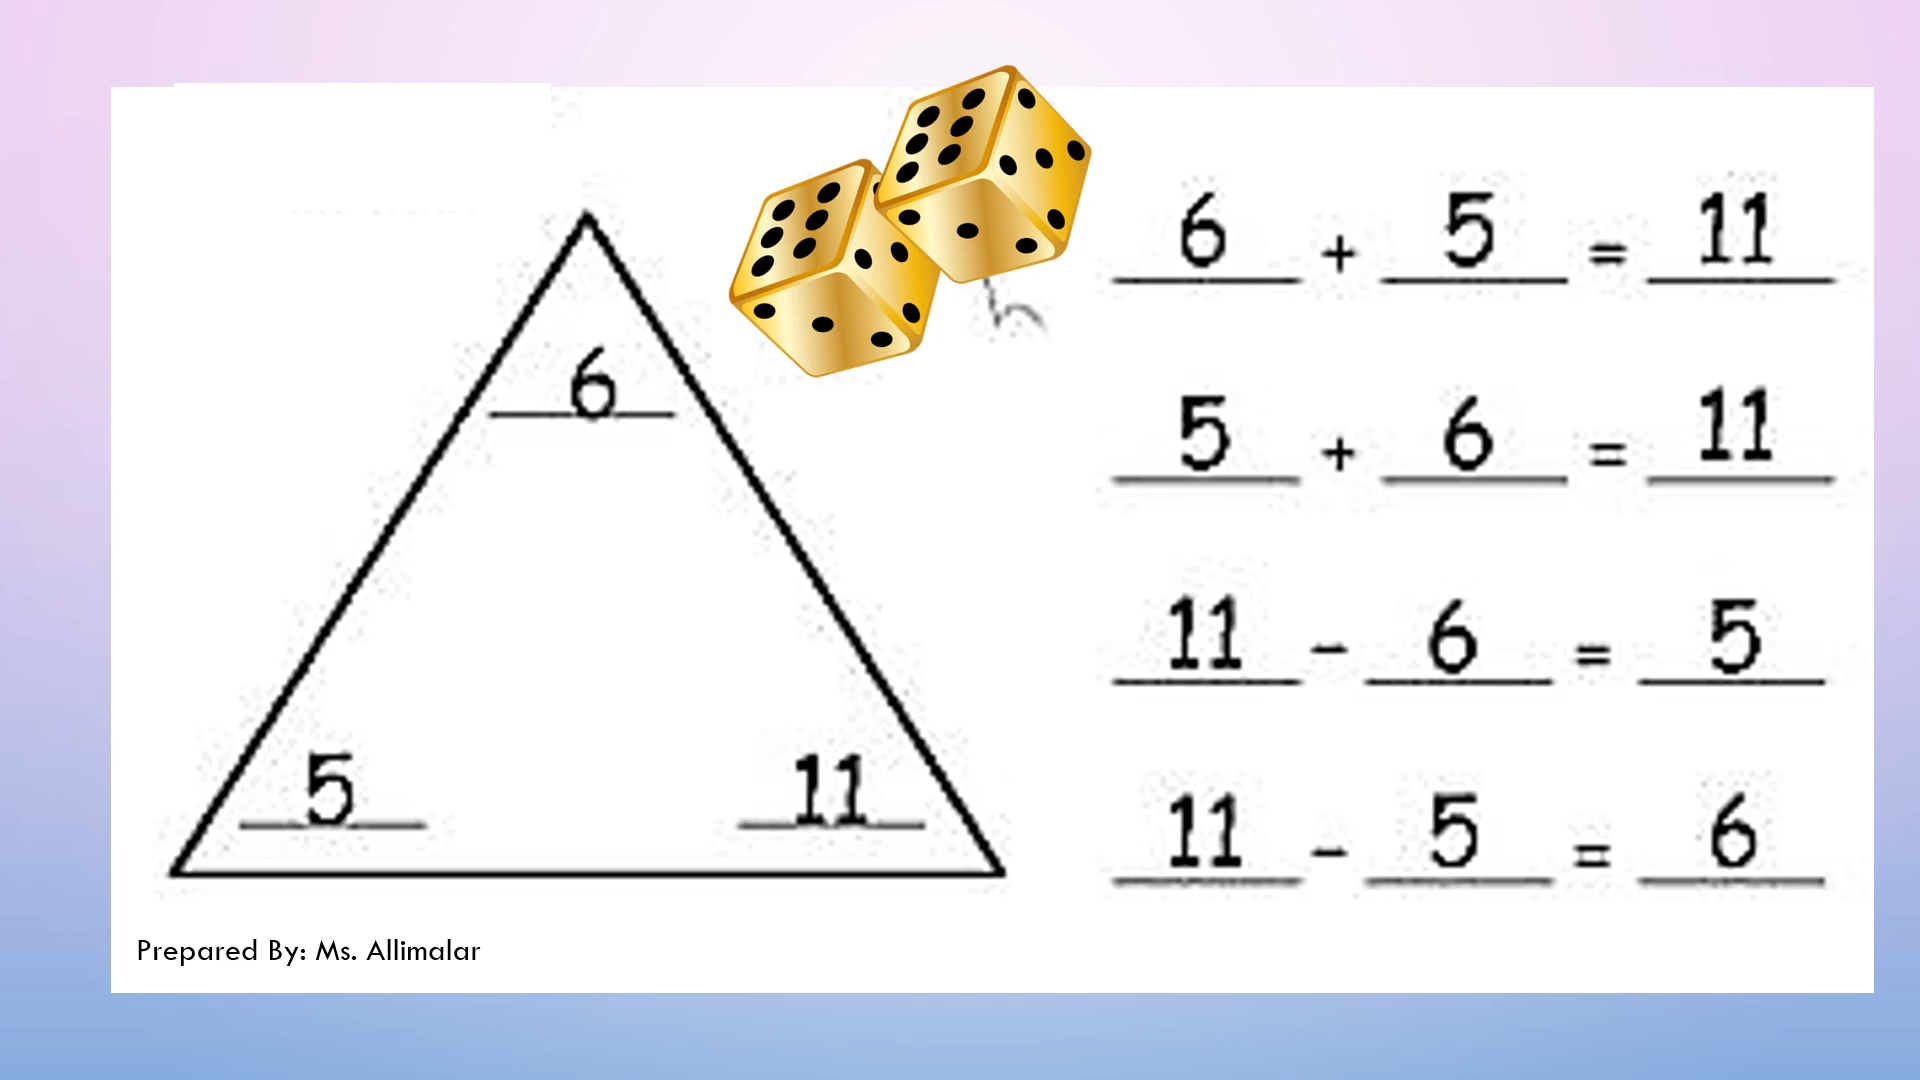 6
5 11
6 + 5 = 11
5 + 6 = 11
11 - 6 = 5
11 - 5 = 6
Prepared By: Ms. Allimalar